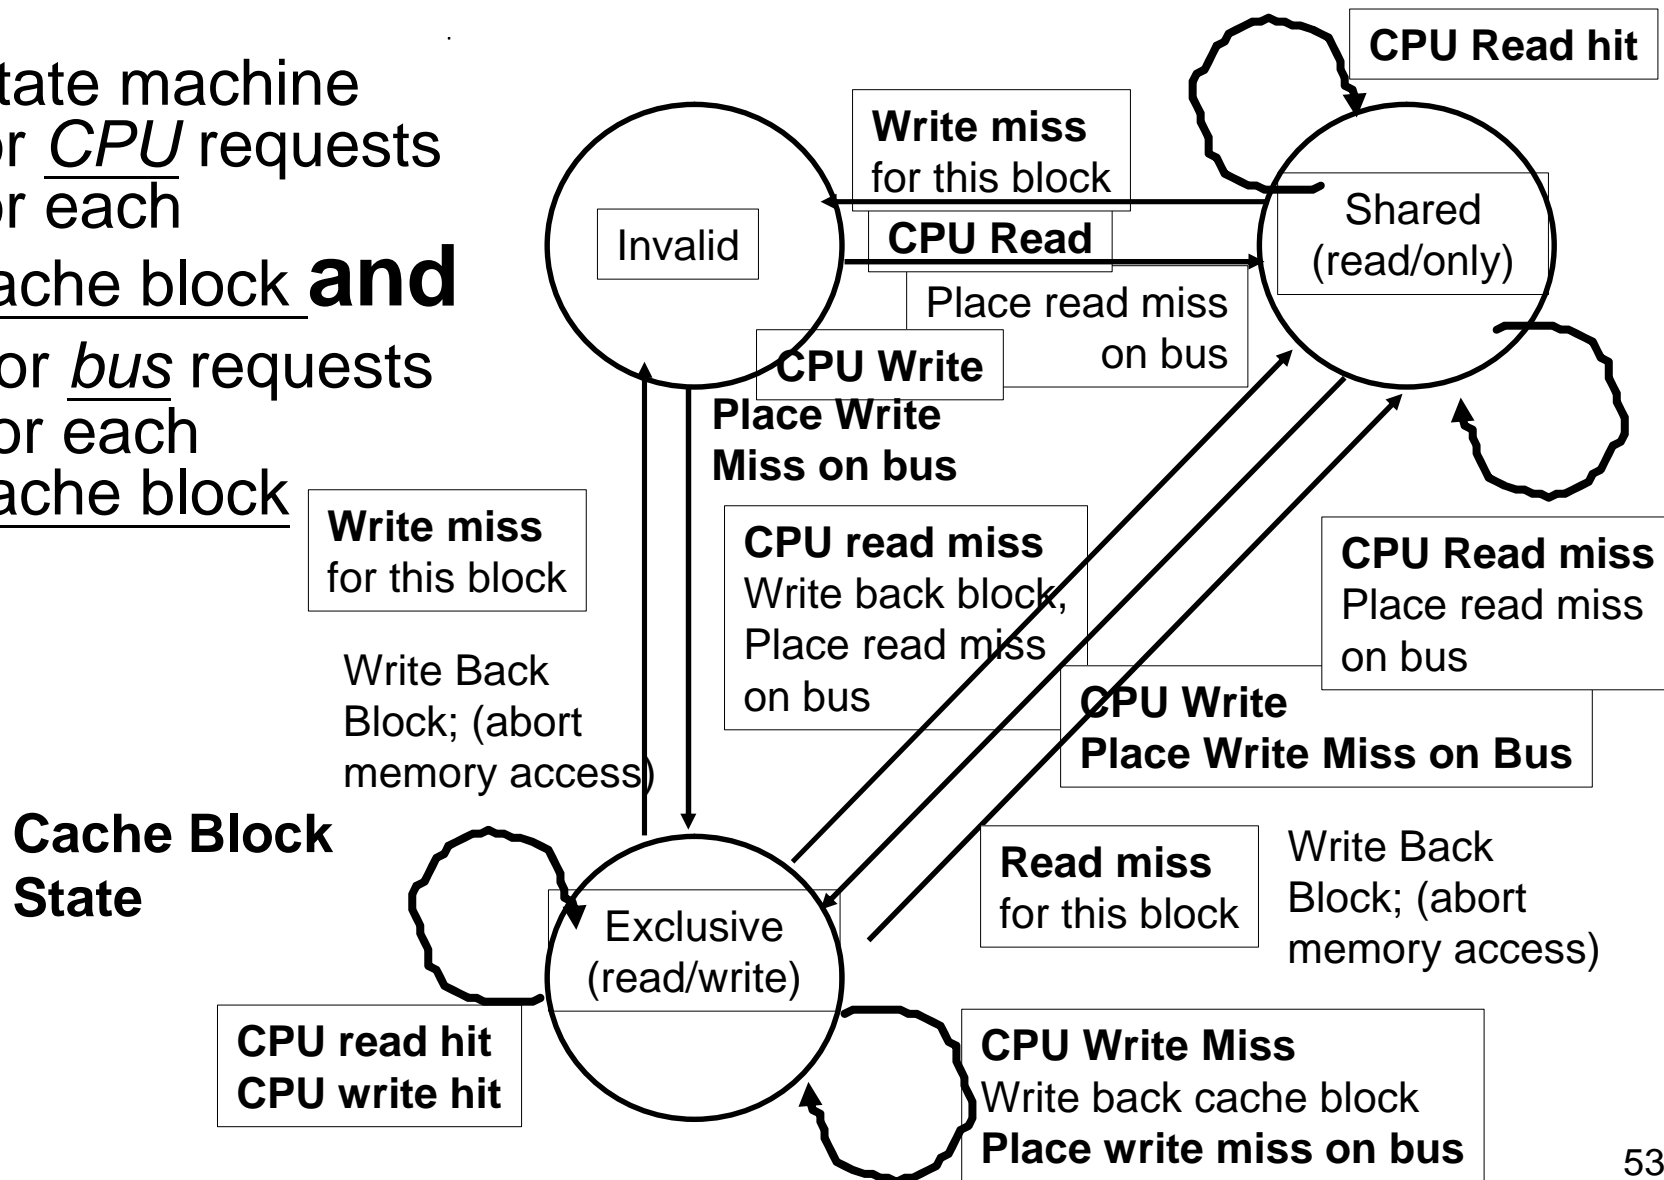 tate machine
or CPU requests
or each
ache block and
or bus requests
or each
ache block
CPU Read hit
Write miss
for this block
Invalid
CPU Read
Shared
(read/only)
Place read miss
on bus
CPU Write
Place Write
Miss on bus
Write miss
for this block
CPU read miss
Write back block,
Place read miss
on bus
CPU Read miss
Place read miss
on bus
Write Back
Block; (abort
memory access)
CPU Write
Place Write Miss on Bus
Cache Block
State
Read miss
for this block
Write Back
Block; (abort
memory access)
Exclusive
(read/write)
CPU read hit
CPU write hit
CPU Write Miss
Write back cache block
Place write miss on bus
53